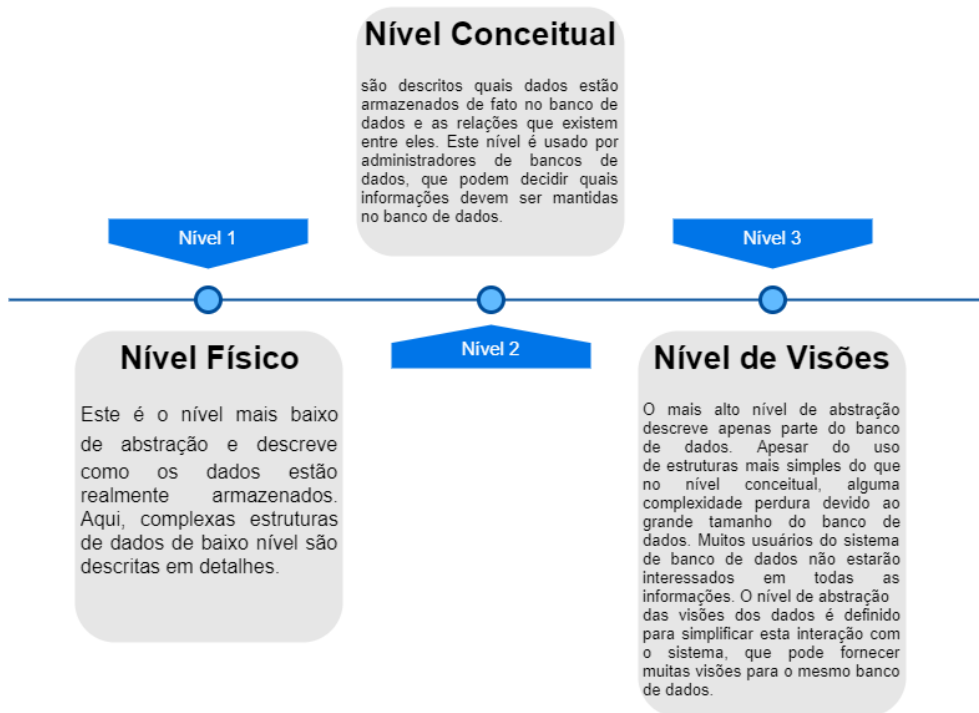 Nível Conceitual
são descritos quais dados estão
armazenados de fato no banco de
dados e as relações que existem
entre eles. Este nível é usado por
administradores de bancos de
dados, que podem decidir quais
informações devem ser mantidas
no banco de dados.
Nível 1
Nível 3
Nível 2
Nível Físico
Este é o nível mais baixo
de abstração e descreve
como os dados estão
realmente armazenados.
Aqui, complexas estruturas
de dados de baixo nível são
descritas em detalhes.
Nível de Visões
O mais alto nível de abstração
descreve apenas parte do banco
de dados. Apesar do uso
de estruturas mais simples do que
no nível conceitual, alguma
complexidade perdura devido ao
grande tamanho do banco de
dados. Muitos usuários do sistema
de banco de dados não estarão
interessados em todas as
informações. O nível de abstração
das visões dos dados é definido
para simplificar esta interação com
o sistema, que pode fornecer
muitas visões para o mesmo banco
de dados.